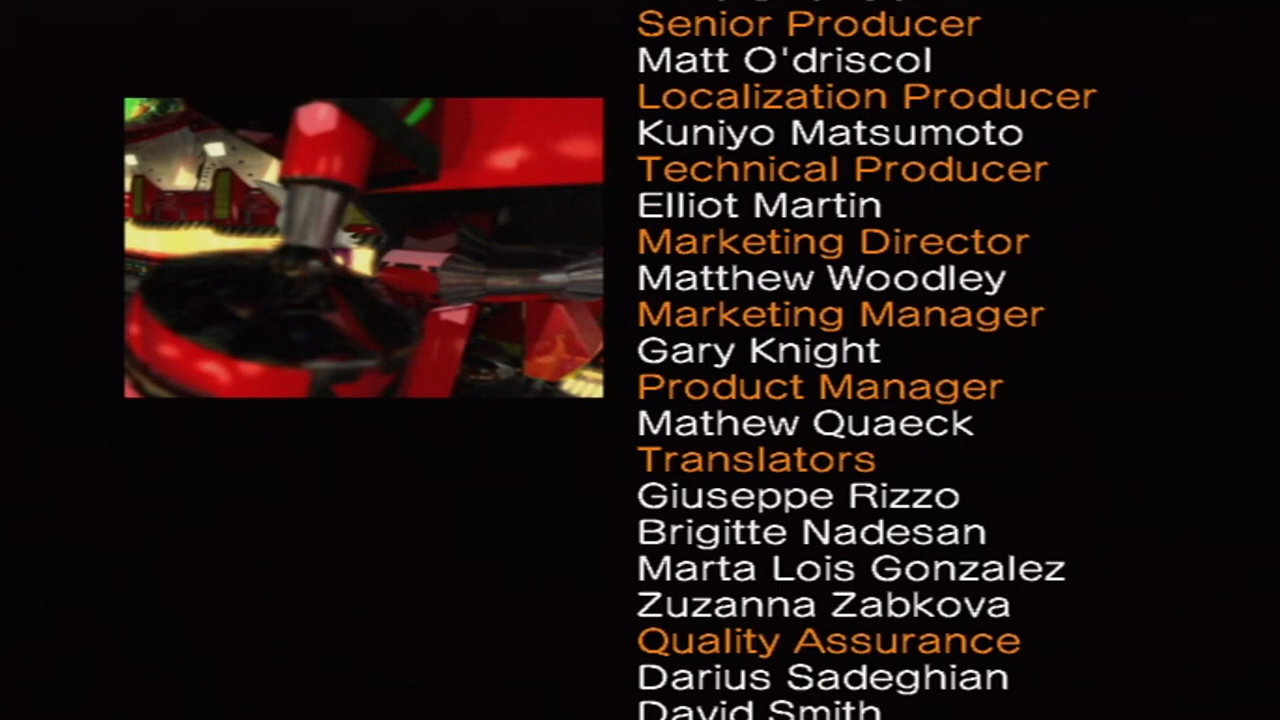 Senior Producer
Matt O'driscol
Localization Producer
Kuniyo Matsumoto
Technical Producer
Elliot Martin
Marketing Director
Matthew Woodley
Marketing Manager
Gary Knight
Product Manager
Mathew Quaeck
Translators
Giuseppe Rizzo
Brigitte Nadesan
Marta Lois Gonzalez
Zuzanna Zabkova
Quality Assurance
Darius Sadeghian
David Smith